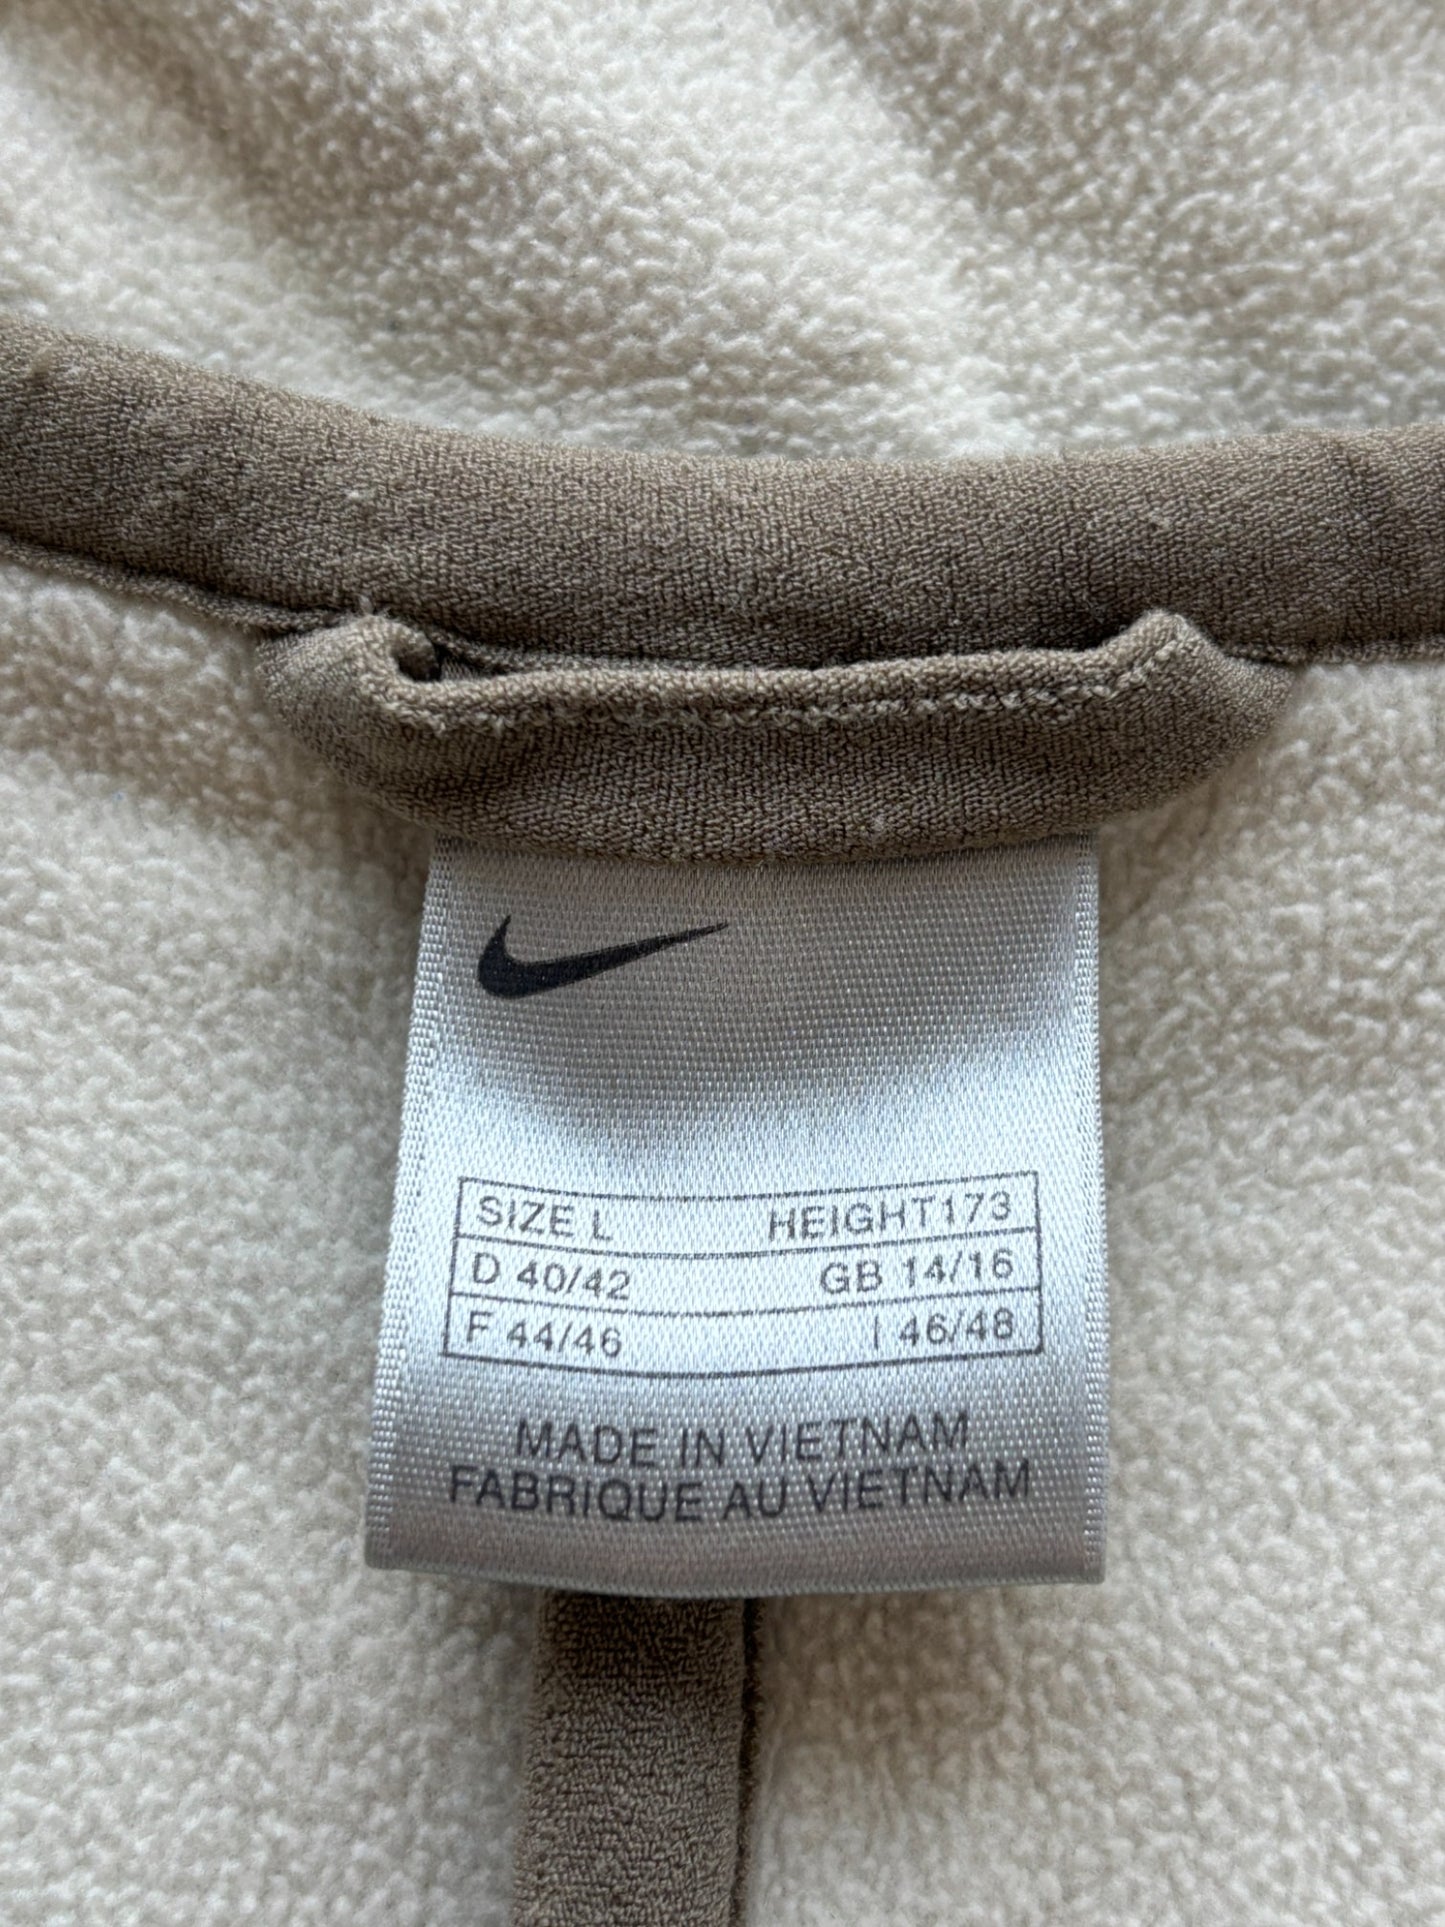 SIZE L HEIGHT173
D 40/42 GB 14/16
F 44/46 I 46/48
MADE IN VIETNAM
FABRIQUE AU VIETNAM